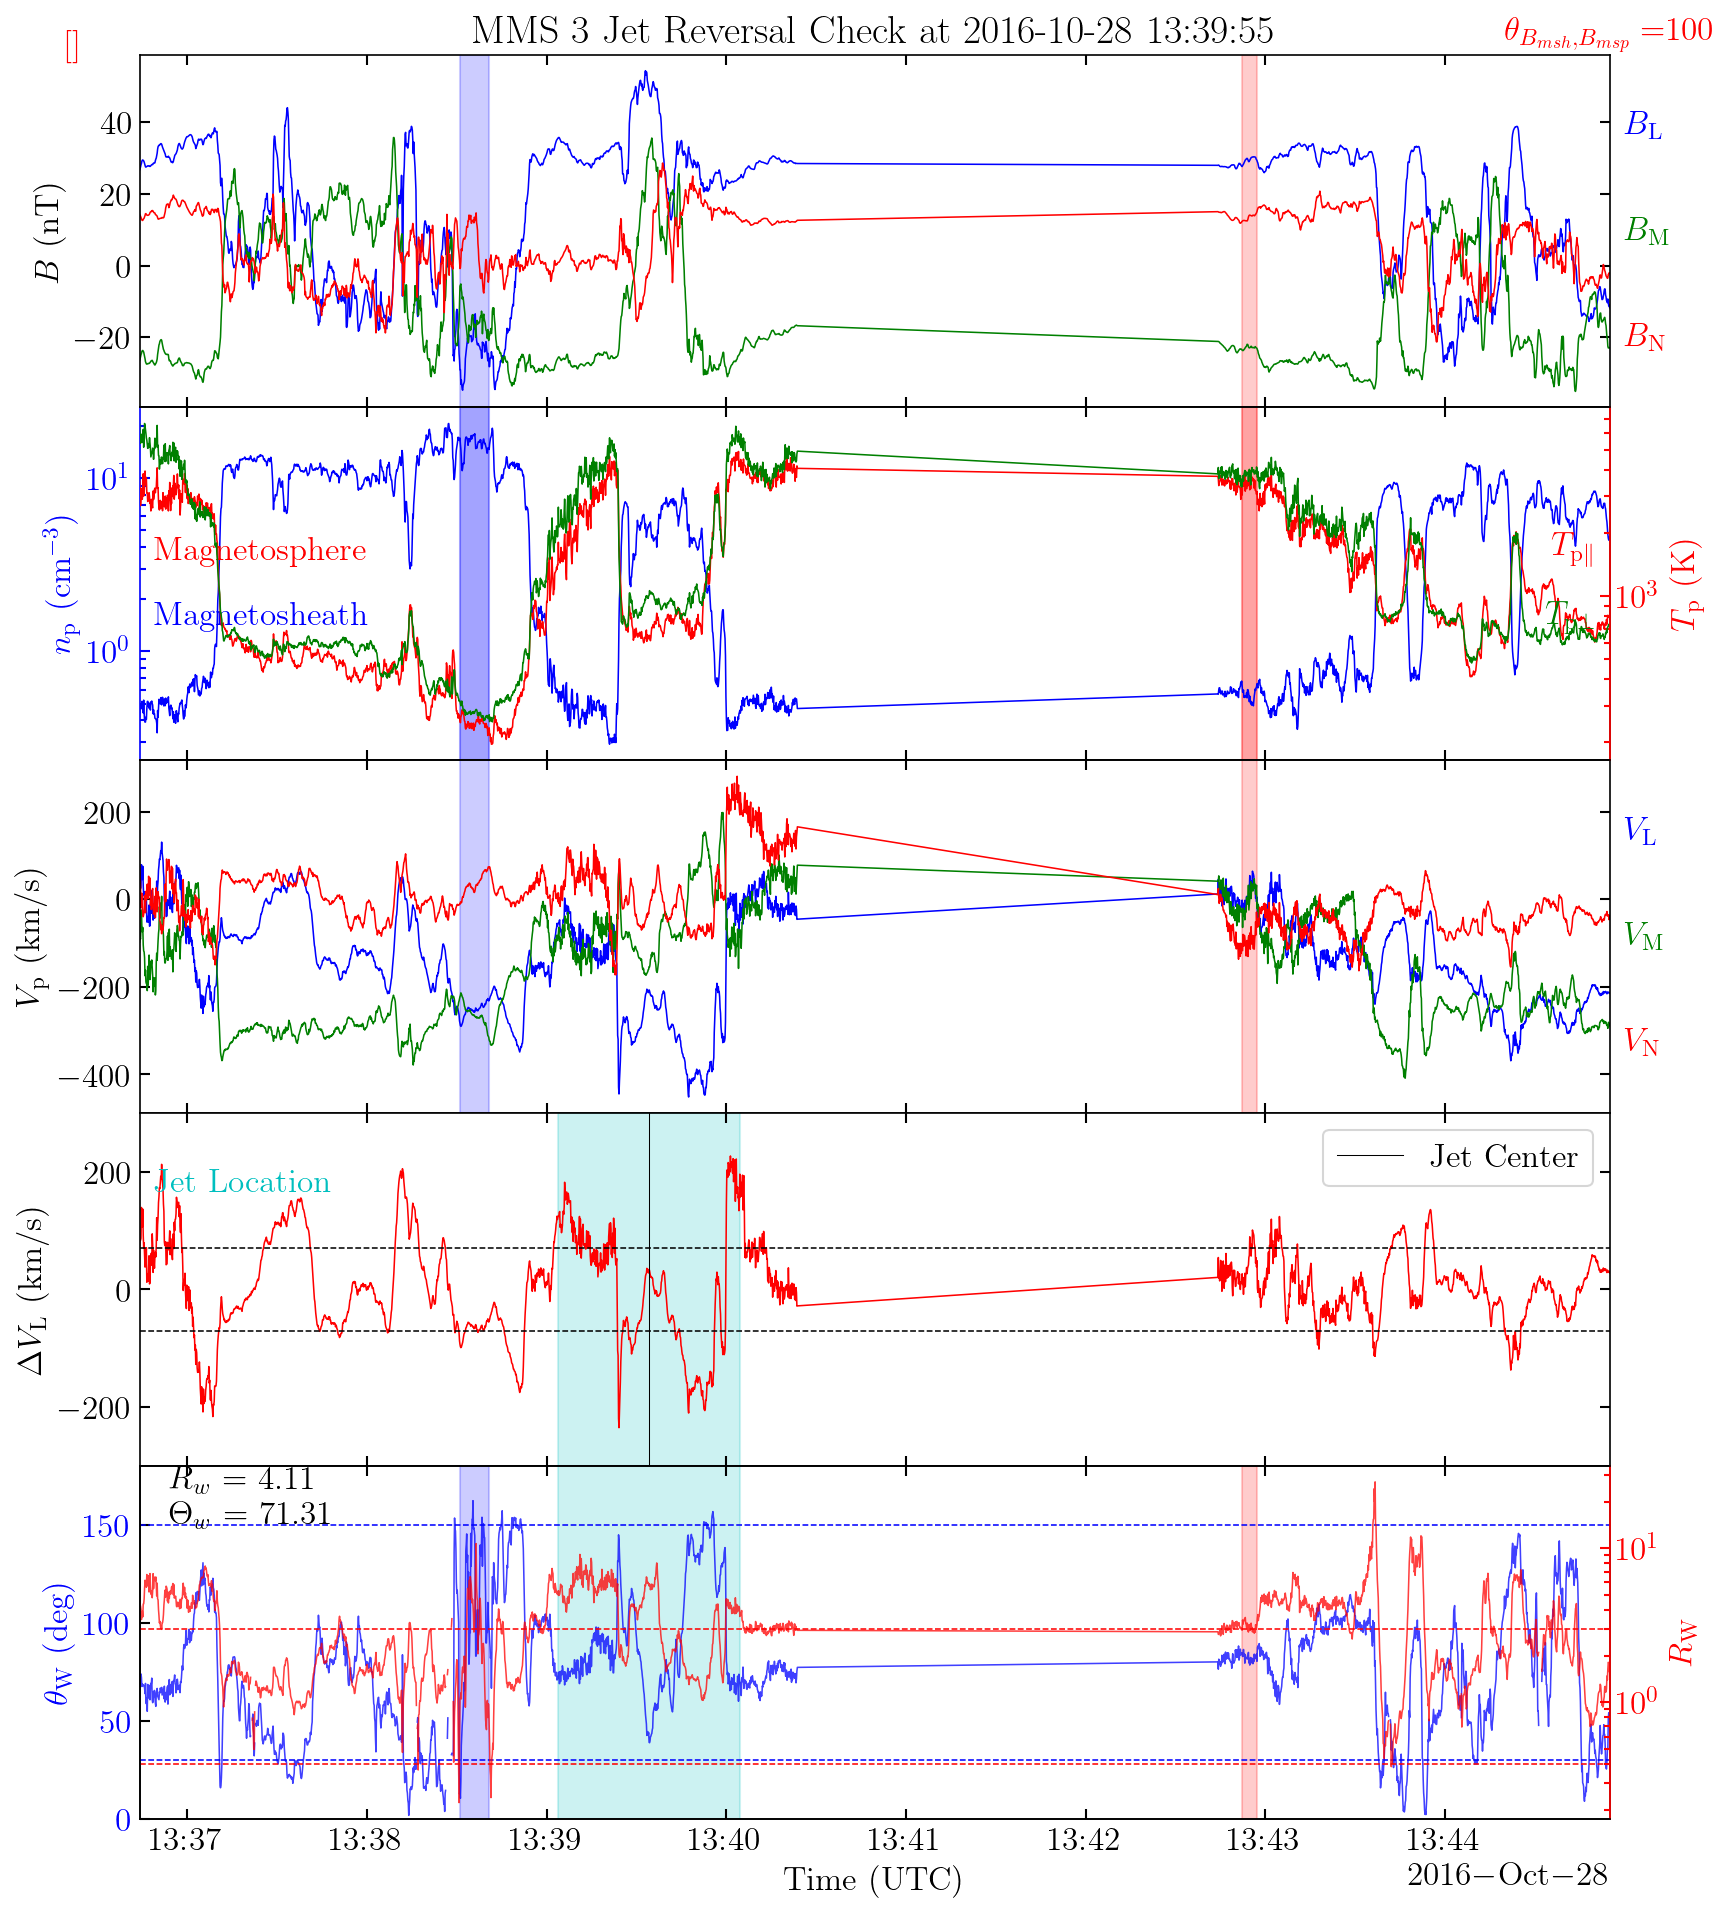 MMS 3 Jet Reversal Check at 2016-10-28 13:39:55
[]
θ_{B_{msh},B_{msp}} =100
B (nT)
40
20
0
−20
B_L
B_M
B_N
n_p (cm^{−3})
10^1
10^0
Magnetosphere
Magnetosheath
T_{p∥}
10^3
T_p (K)
V_p (km/s)
200
0
−200
−400
V_L
V_M
V_N
ΔV_L (km/s)
200
0
−200
Jet Location
Jet Center
R_w = 4.11
Θ_w = 71.31
θ_W (deg)
150
100
50
0
10^1
10^0
R_W
13:37 13:38 13:39 13:40 13:41 13:42 13:43 13:44
Time (UTC)
2016−Oct−28